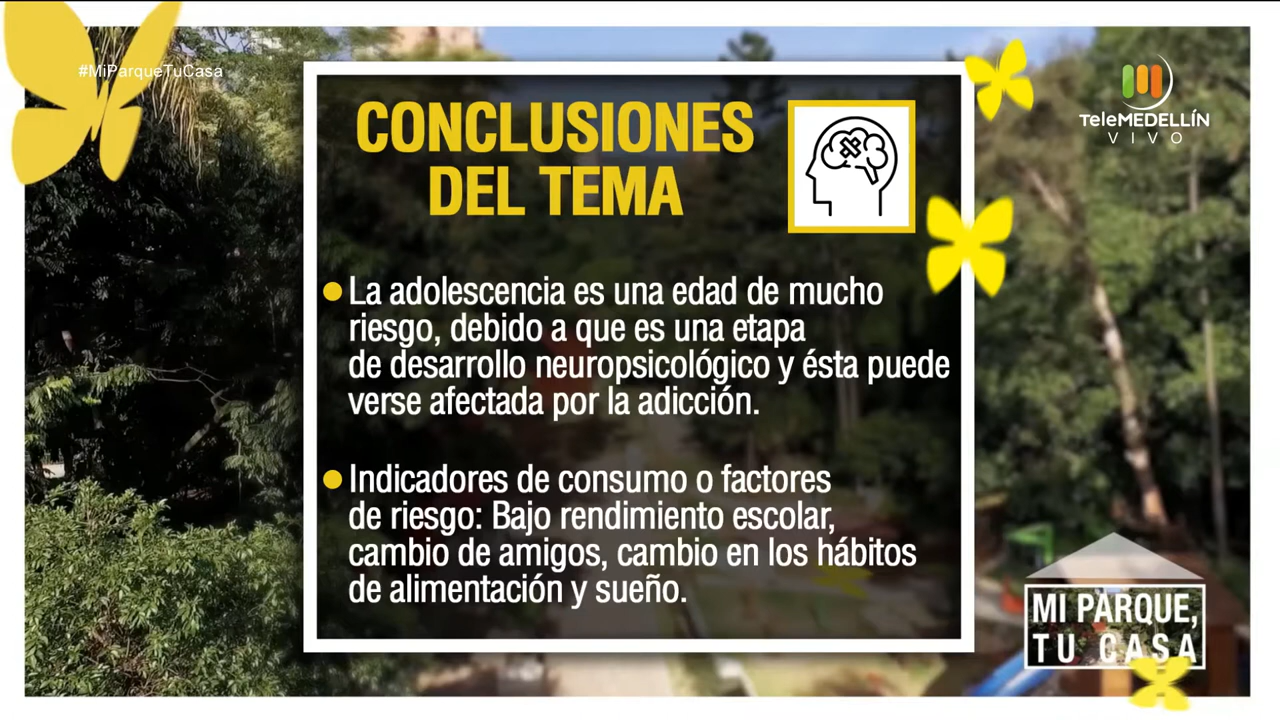 #MiParqueTuCasa
TeleMEDELLÍN
VIVO
CONCLUSIONES
DEL TEMA
La adolescencia es una edad de mucho
riesgo, debido a que es una etapa
de desarrollo neuropsicológico y ésta puede
verse afectada por la adicción.
Indicadores de consumo o factores
de riesgo: Bajo rendimiento escolar,
cambio de amigos, cambio en los hábitos
de alimentación y sueño.
MI PARQUE,
TU CASA